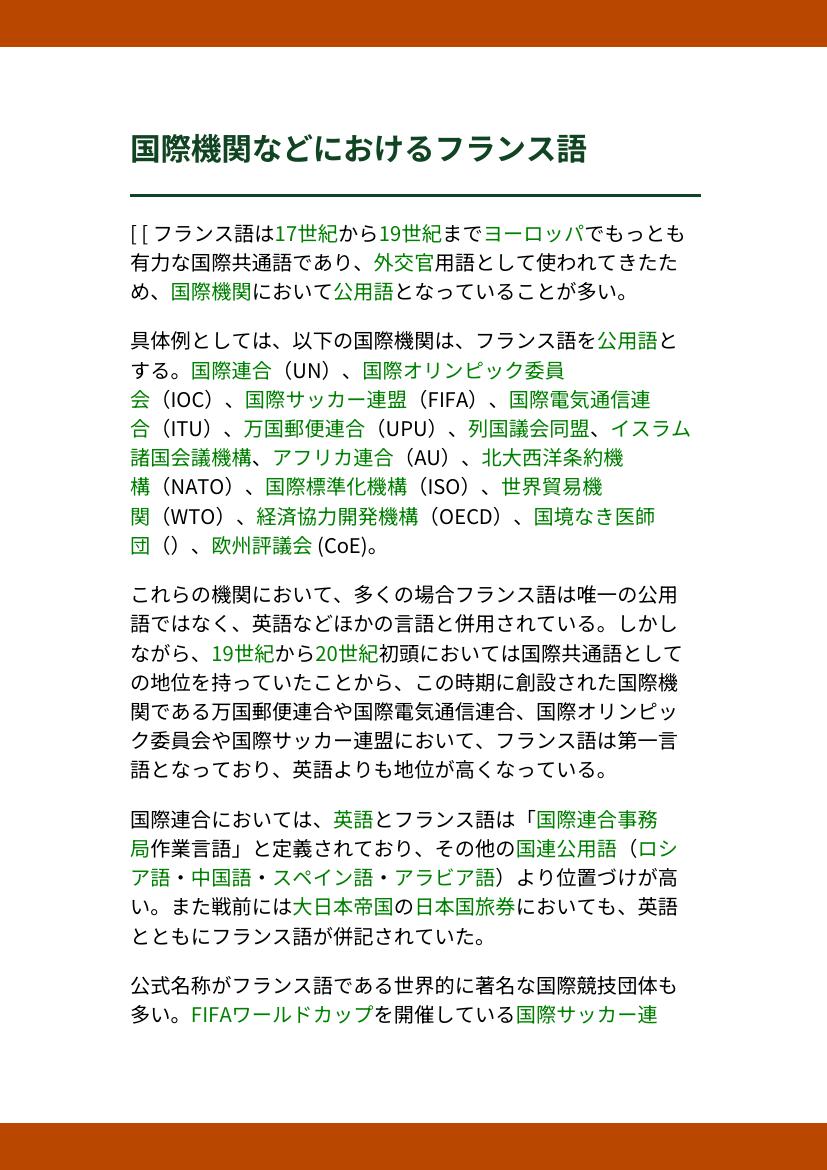 国際機関などにおけるフランス語
[ [ フランス語は17世紀から19世紀までヨーロッパでもっとも
有力な国際共通語であり、外交官用語として使われてきたた
め、国際機関において公用語となっていることが多い。
具体例としては、以下の国際機関は、フランス語を公用語と
する。国際連合（UN）、国際オリンピック委員
会（IOC）、国際サッカー連盟（FIFA）、国際電気通信連
合（ITU）、万国郵便連合（UPU）、列国議会同盟、イスラム
諸国会議機構、アフリカ連合（AU）、北大西洋条約機
構（NATO）、国際標準化機構（ISO）、世界貿易機
関（WTO）、経済協力開発機構（OECD）、国境なき医師
団（）、欧州評議会 (CoE)。
これらの機関において、多くの場合フランス語は唯一の公用
語ではなく、英語などほかの言語と併用されている。しかし
ながら、19世紀から20世紀初頭においては国際共通語として
の地位を持っていたことから、この時期に創設された国際機
関である万国郵便連合や国際電気通信連合、国際オリンピッ
ク委員会や国際サッカー連盟において、フランス語は第一言
語となっており、英語よりも地位が高くなっている。
国際連合においては、英語とフランス語は「国際連合事務
局作業言語」と定義されており、その他の国連公用語（ロシ
ア語・中国語・スペイン語・アラビア語）より位置づけが高
い。また戦前には大日本帝国の日本国旅券においても、英語
とともにフランス語が併記されていた。
公式名称がフランス語である世界的に著名な国際競技団体も
多い。FIFAワールドカップを開催している国際サッカー連